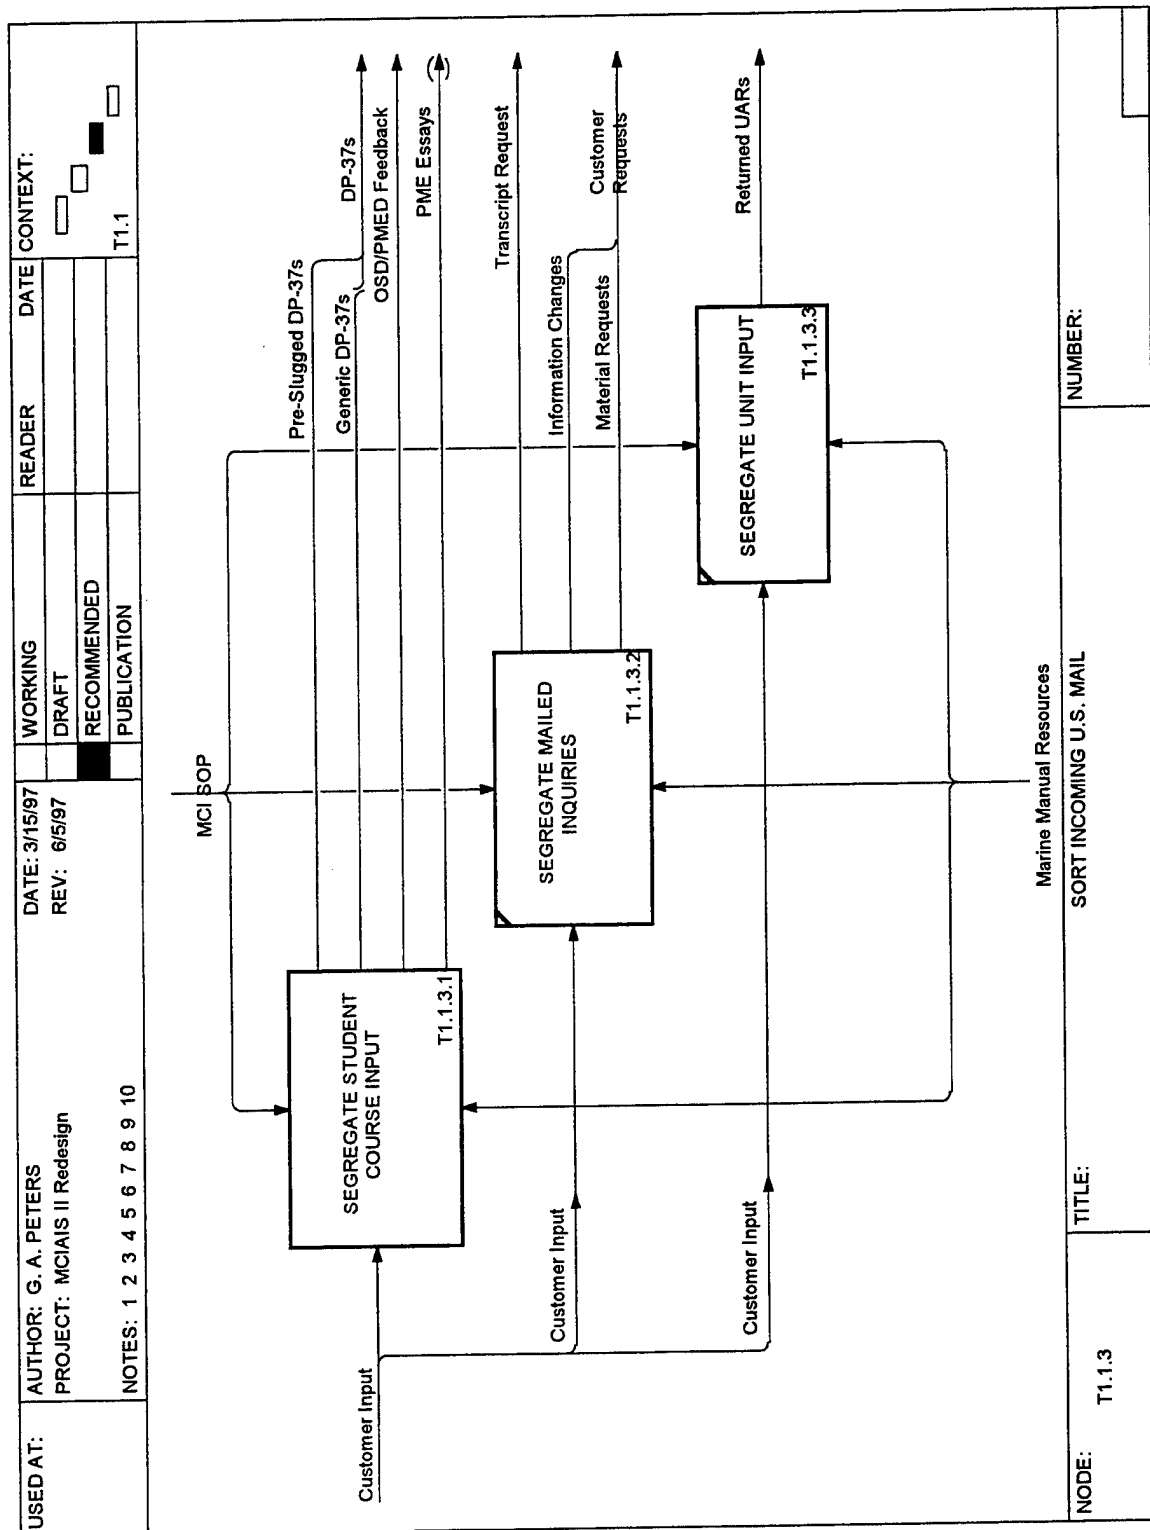 USED AT:
AUTHOR: G. A. PETERS
PROJECT: MCIAIS II Redesign
NOTES: 1 2 3 4 5 6 7 8 9 10
DATE: 3/15/97
REV: 6/5/97
WORKING
DRAFT
RECOMMENDED
PUBLICATION
READER
DATE
CONTEXT:
T1.1
MCI SOP
Customer Input
SEGREGATE STUDENT
COURSE INPUT
T1.1.3.1
Pre-Slugged DP-37s
Generic DP-37s
DP-37s
OSD/PMED Feedback
PME Essays
Customer Input
SEGREGATE MAILED
INQURIES
T1.1.3.2
Transcript Request
Information Changes
Material Requests
Customer
Requests
Customer Input
SEGREGATE UNIT INPUT
T1.1.3.3
Returned UARs
Marine Manual Resources
NODE:
T1.1.3
TITLE:
SORT INCOMING U.S. MAIL
NUMBER: